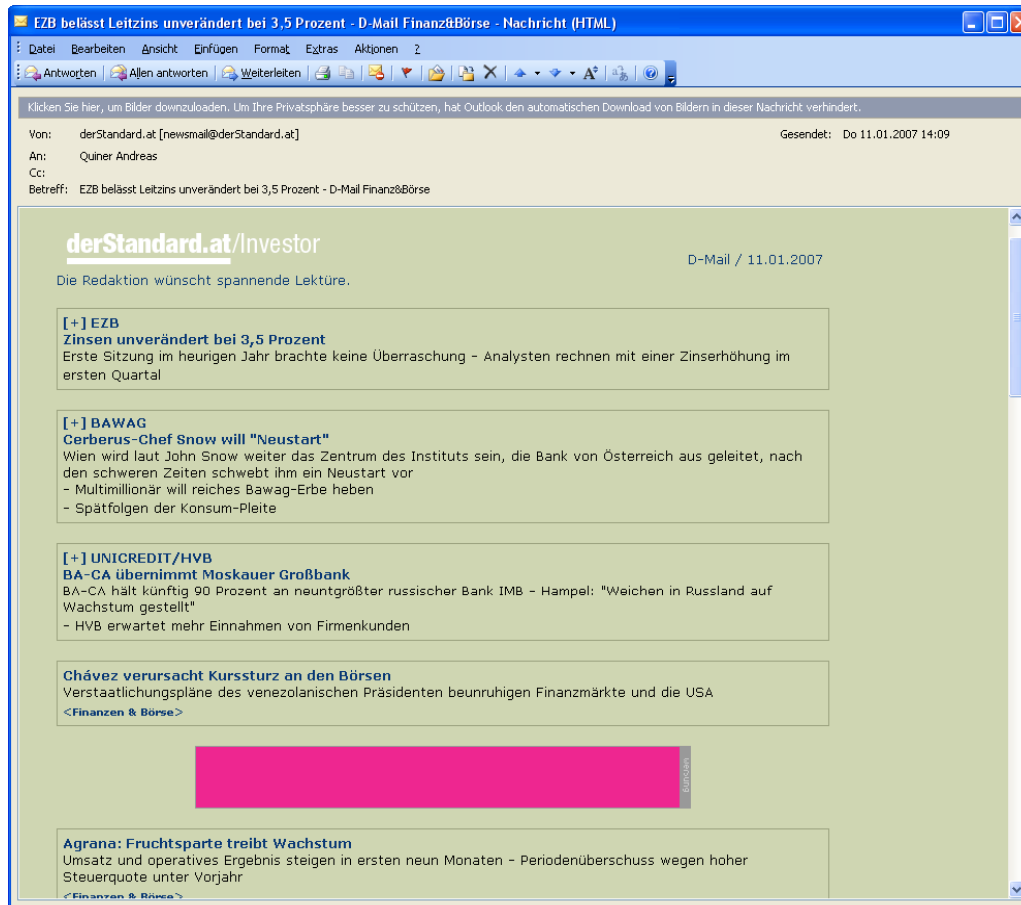 EZB belässt Leitzins unverändert bei 3,5 Prozent - D-Mail Finanz&Börse - Nachricht (HTML)
Datei Bearbeiten Ansicht Einfügen Format Extras Aktionen ?
Antworten Allen antworten Weiterleiten
Klicken Sie hier, um Bilder downzuloaden. Um Ihre Privatsphäre besser zu schützen, hat Outlook den automatischen Download von Bildern in dieser Nachricht verhindert.
Von: derStandard.at [newsmail@derStandard.at] Gesendet: Do 11.01.2007 14:09
An: Quiner Andreas
Cc:
Betreff: EZB belässt Leitzins unverändert bei 3,5 Prozent - D-Mail Finanz&Börse
derStandard.at/Investor
D-Mail / 11.01.2007
Die Redaktion wünscht spannende Lektüre.
[+] EZB
Zinsen unverändert bei 3,5 Prozent
Erste Sitzung im heurigen Jahr brachte keine Überraschung – Analysten rechnen mit einer Zinserhöhung im
ersten Quartal
[+] BAWAG
Cerberus-Chef Snow will "Neustart"
Wien wird laut John Snow weiter das Zentrum des Instituts sein, die Bank von Österreich aus geleitet, nach
den schweren Zeiten schwebt ihm ein Neustart vor
– Multimillionär will reiches Bawag-Erbe heben
– Spätfolgen der Konsum-Pleite
[+] UNICREDIT/HVB
BA-CA übernimmt Moskauer Großbank
BA-CA hält künftig 90 Prozent an neuntgrößter russischer Bank IMB – Hampel: "Weichen in Russland auf
Wachstum gestellt"
– HVB erwartet mehr Einnahmen von Firmenkunden
Chávez verursacht Kurssturz an den Börsen
Verstaatlichungspläne des venezolanischen Präsidenten beunruhigen Finanzmärkte und die USA
<Finanzen & Börse>
Werbung
Agrana: Fruchtsparte treibt Wachstum
Umsatz und operatives Ergebnis steigen in ersten neun Monaten – Periodenüberschuss wegen hoher
Steuerquote unter Vorjahr
<Finanzen & Börse>